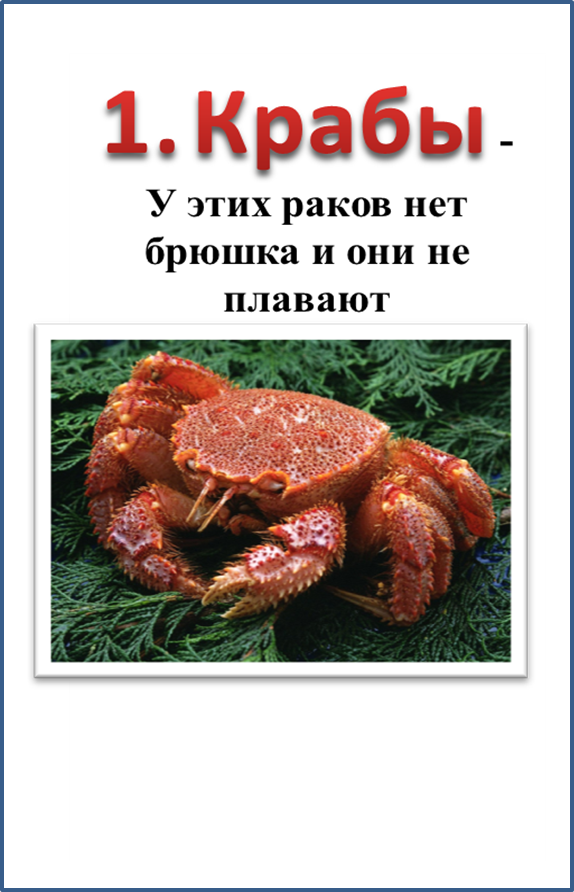 1. Крабы -
У этих раков нет
брюшка и они не
плавают